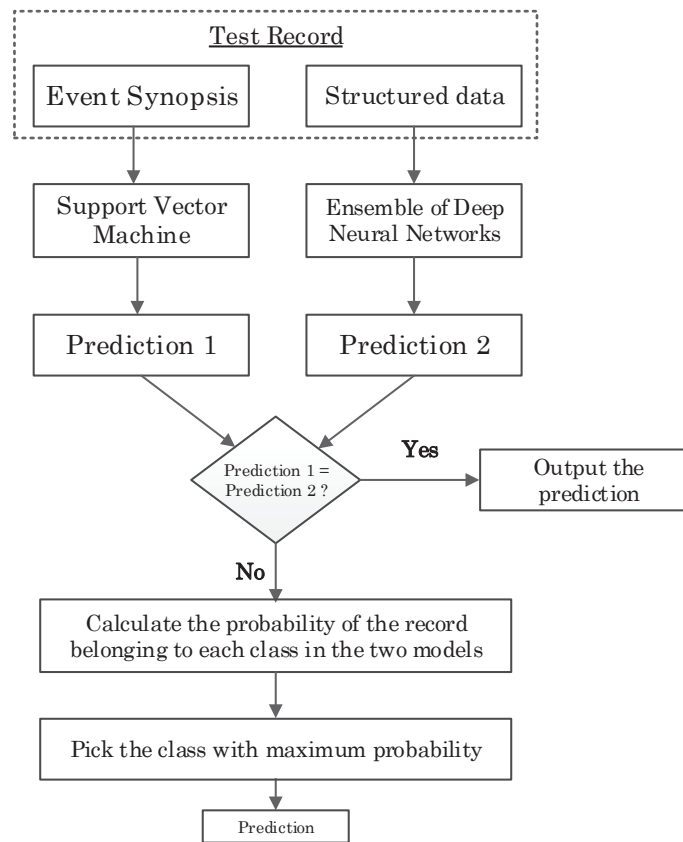 Test Record
Event Synopsis
Structured data
Support Vector
Machine
Ensemble of Deep
Neural Networks
Prediction 1
Prediction 2
Prediction 1 =
Prediction 2 ?
Yes
Output the
prediction
No
Calculate the probability of the record
belonging to each class in the two models
Pick the class with maximum probability
Prediction